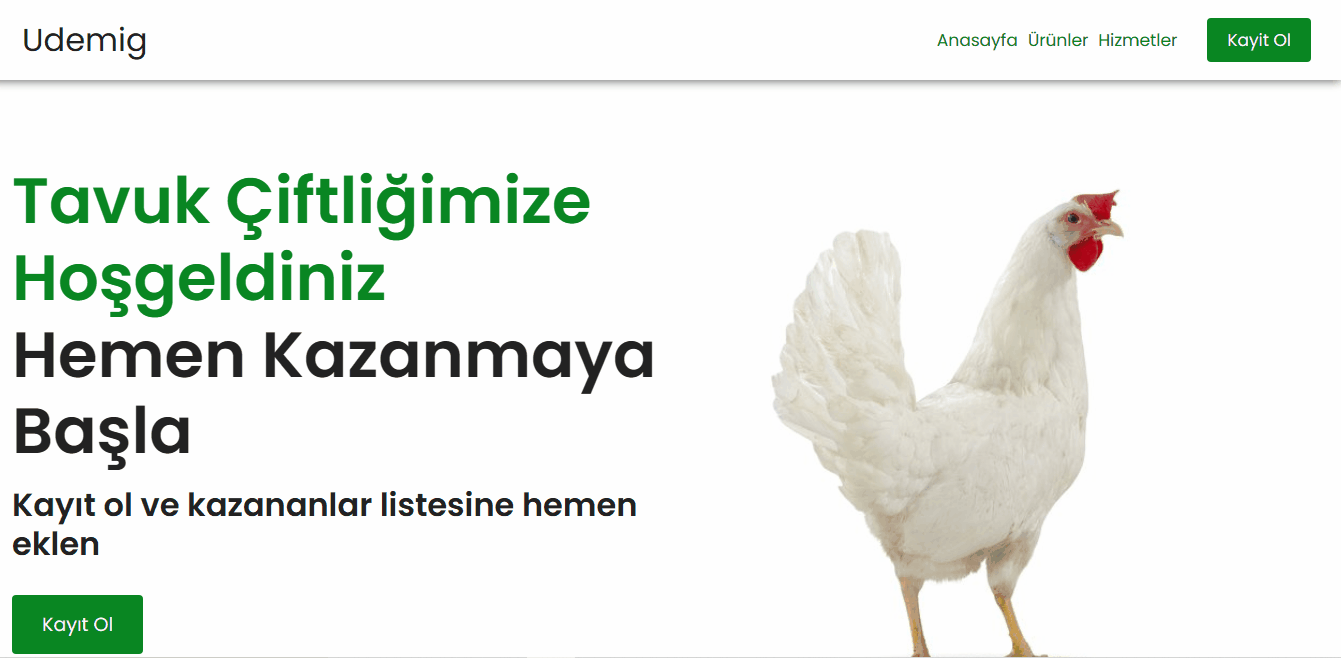 Udemig
Anasayfa Ürünler Hizmetler Kayit Ol
Tavuk Çiftliğimize
Hoşgeldiniz
Hemen Kazanmaya
Başla
Kayıt ol ve kazananlar listesine hemen
eklen
Kayıt Ol